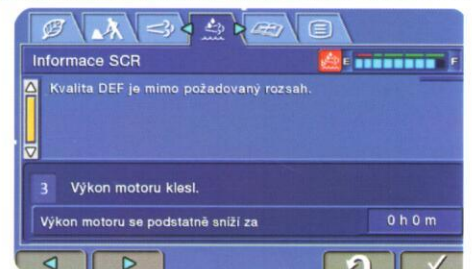 Informace SCR
E F
Kvalita DEF je mimo požadovaný rozsah.
3 Výkon motoru klesl.
Výkon motoru se podstatně sníží za 0 h 0 m